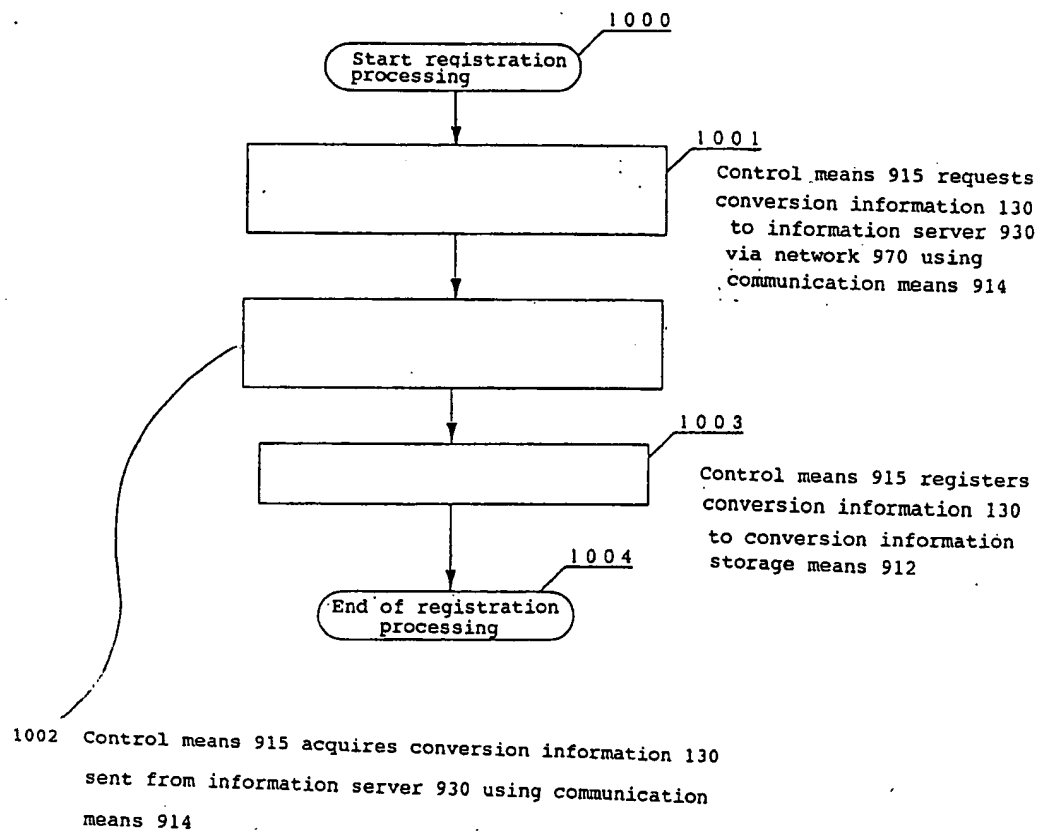 1000
Start registration
processing
1001
Control means 915 requests
conversion information 130
to information server 930
via network 970 using
communication means 914
1003
Control means 915 registers
conversion information 130
to conversion information
storage means 912
1004
End of registration
processing
1002 Control means 915 acquires conversion information 130
sent from information server 930 using communication
means 914